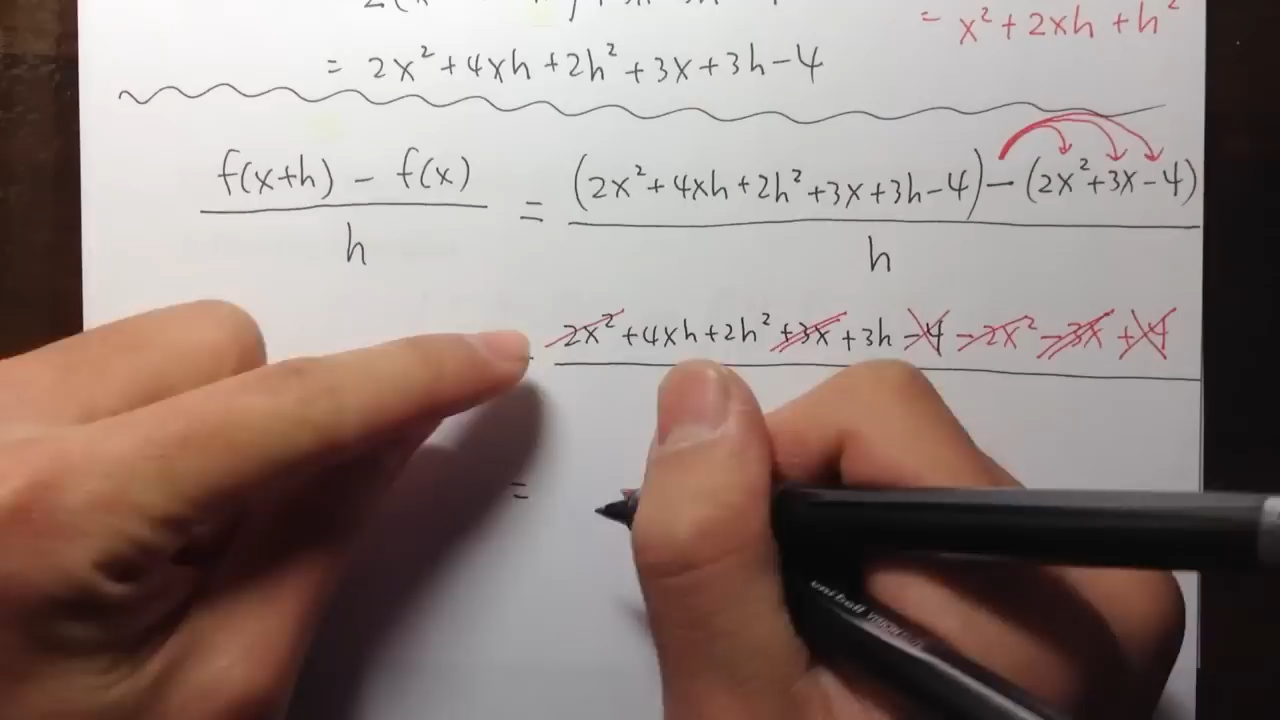 = x² + 2xh + h²
= 2x² + 4xh + 2h² + 3x + 3h - 4
f(x+h) - f(x) / h = (2x² + 4xh + 2h² + 3x + 3h - 4) - (2x² + 3x - 4) / h
2x² + 4xh + 2h² + 3x + 3h - 4 - 2x² - 3x + 4
=
uni-ball VISION